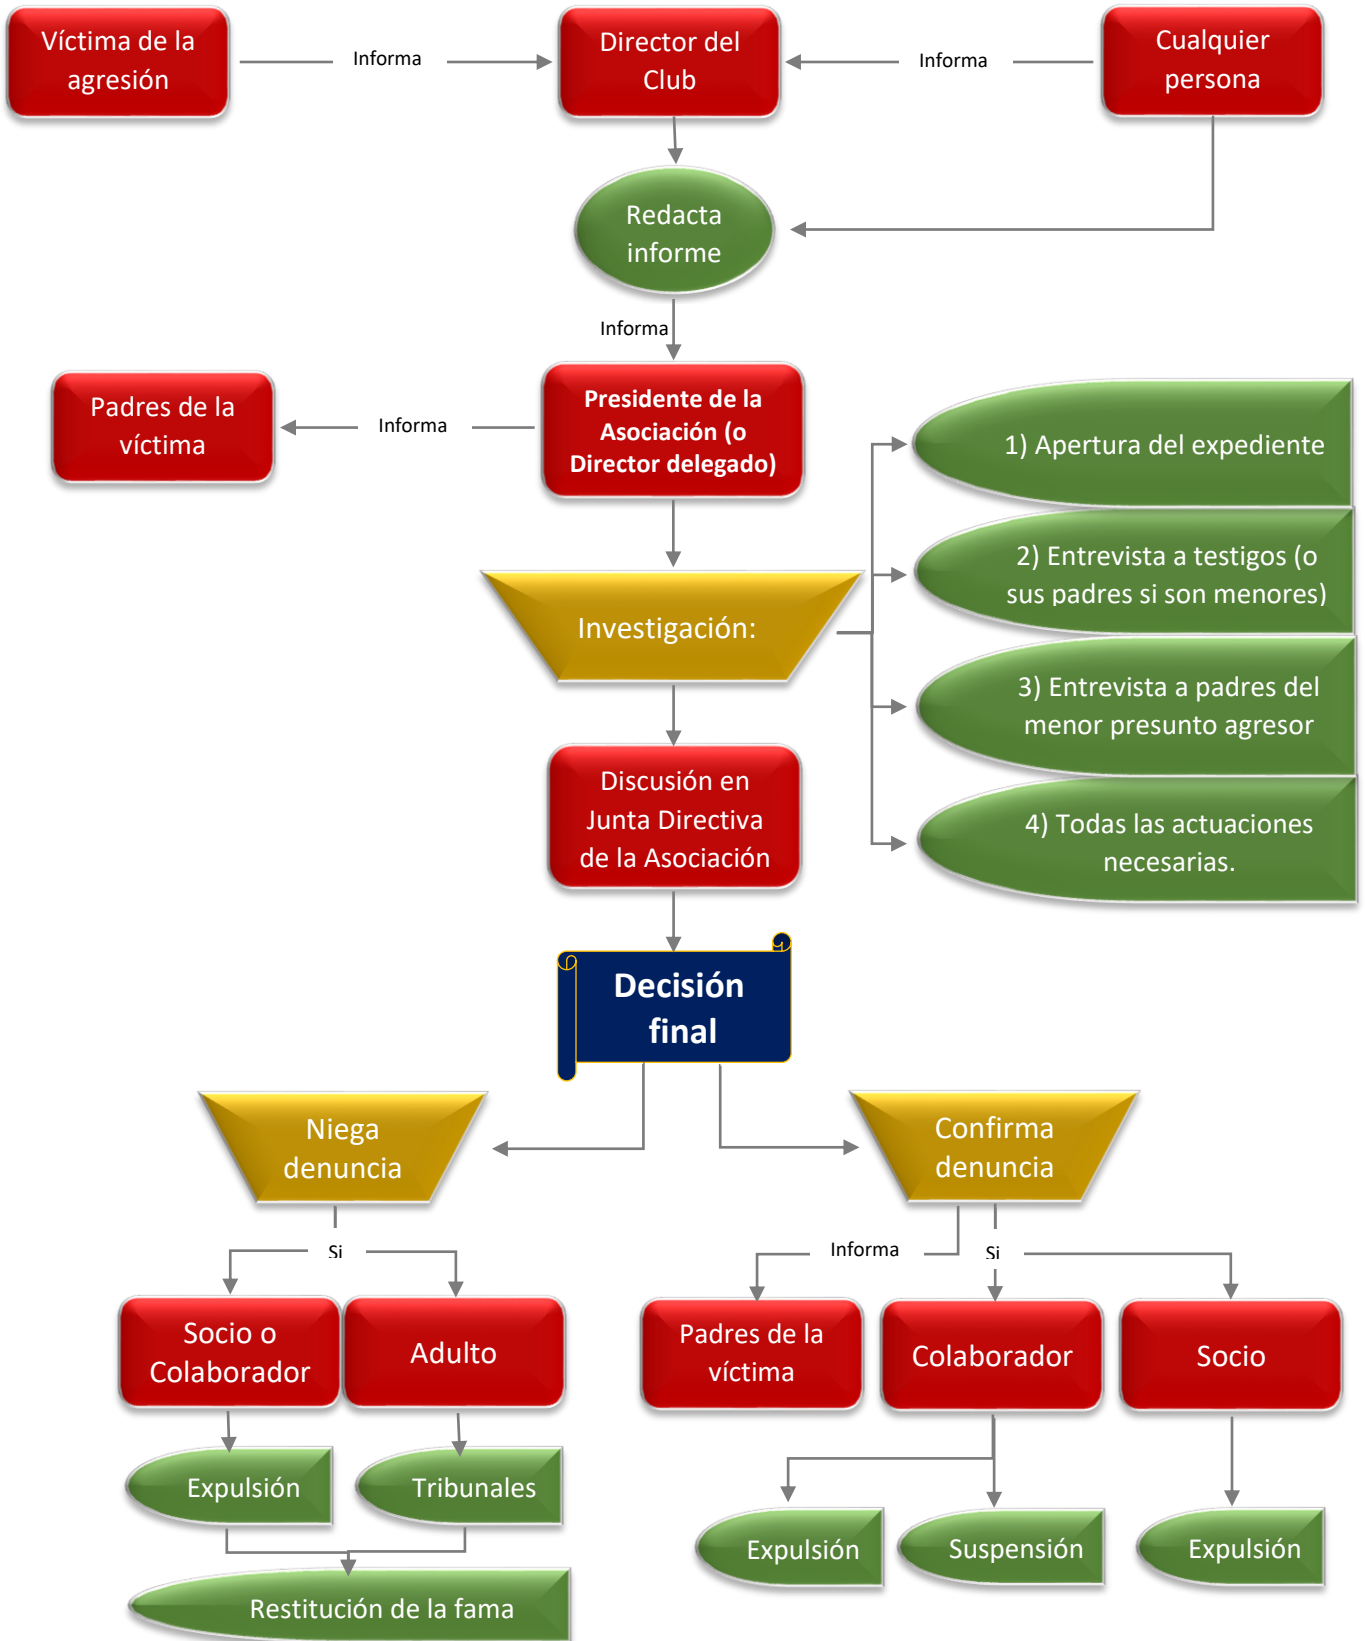 Víctima de la
agresión
Informa
Director del
Club
Informa
Cualquier
persona
Redacta
informe
Informa
Padres de la
víctima
Informa
Presidente de la
Asociación (o
Director delegado)
1) Apertura del expediente
2) Entrevista a testigos (o
sus padres si son menores)
Investigación:
3) Entrevista a padres del
menor presunto agresor
Discusión en
Junta Directiva
de la Asociación
4) Todas las actuaciones
necesarias.
Decisión
final
Niega
denuncia
Confirma
denuncia
Si
Informa
Si
Socio o
Colaborador
Adulto
Padres de la
víctima
Colaborador
Socio
Expulsión
Tribunales
Expulsión
Suspensión
Expulsión
Restitución de la fama